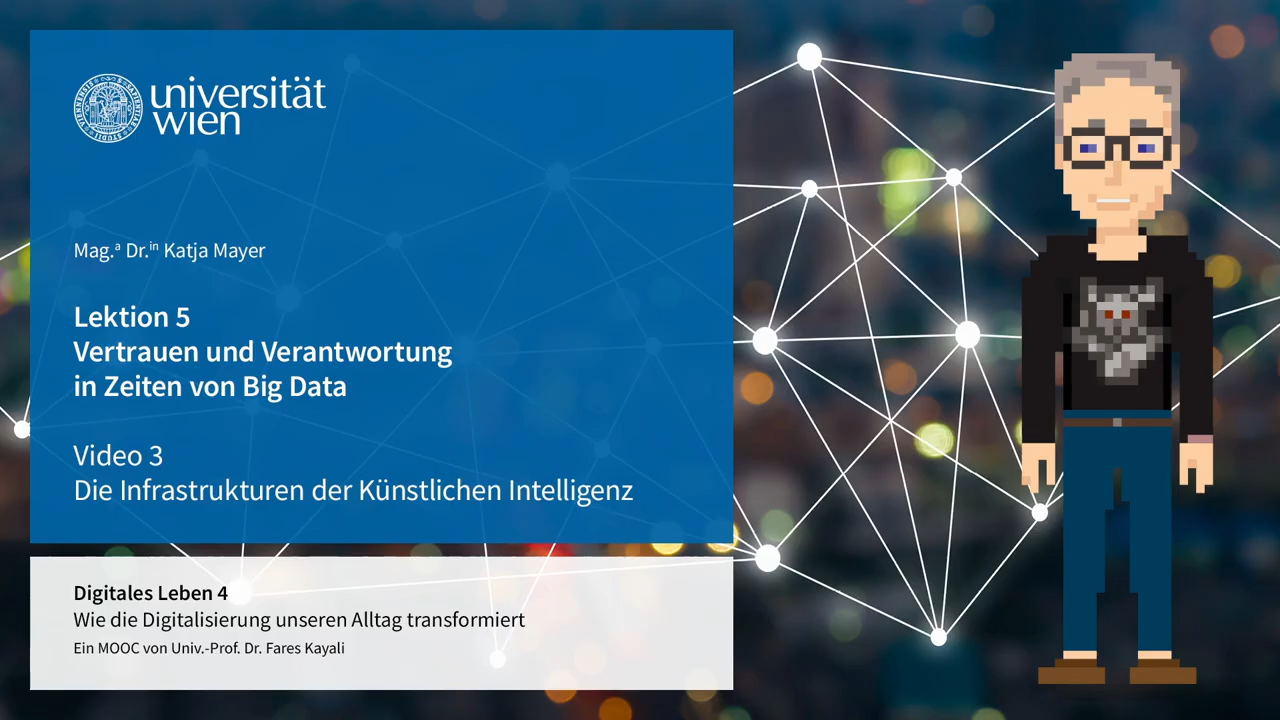 universität
wien
Mag.ª Dr.ⁱⁿ Katja Mayer
Lektion 5
Vertrauen und Verantwortung
in Zeiten von Big Data
Video 3
Die Infrastrukturen der Künstlichen Intelligenz
Digitales Leben 4
Wie die Digitalisierung unseren Alltag transformiert
Ein MOOC von Univ.-Prof. Dr. Fares Kayali